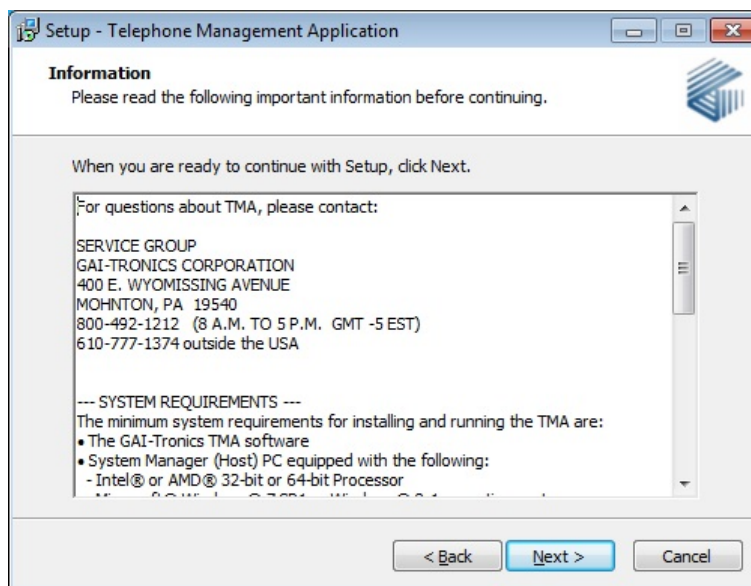 Setup - Telephone Management Application
Information
Please read the following important information before continuing.
When you are ready to continue with Setup, click Next.
For questions about TMA, please contact:
SERVICE GROUP
GAI-TRONICS CORPORATION
400 E. WYOMISSING AVENUE
MOHNTON, PA  19540
800-492-1212   (8 A.M. TO 5 P.M.  GMT -5 EST)
610-777-1374 outside the USA
--- SYSTEM REQUIREMENTS ---
The minimum system requirements for installing and running the TMA are:
• The GAI-Tronics TMA software
• System Manager (Host) PC equipped with the following:
- Intel® or AMD® 32-bit or 64-bit Processor
< Back
Next >
Cancel